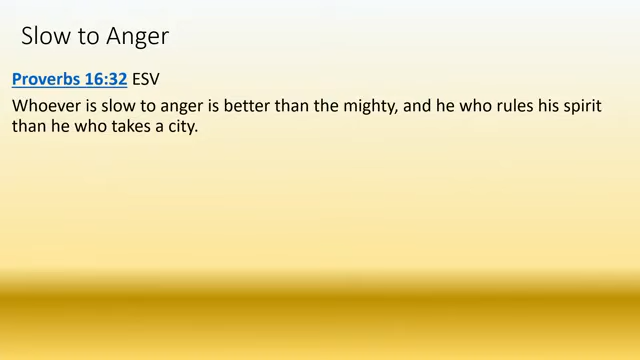 Slow to Anger
Proverbs 16:32 ESV
Whoever is slow to anger is better than the mighty, and he who rules his spirit
than he who takes a city.